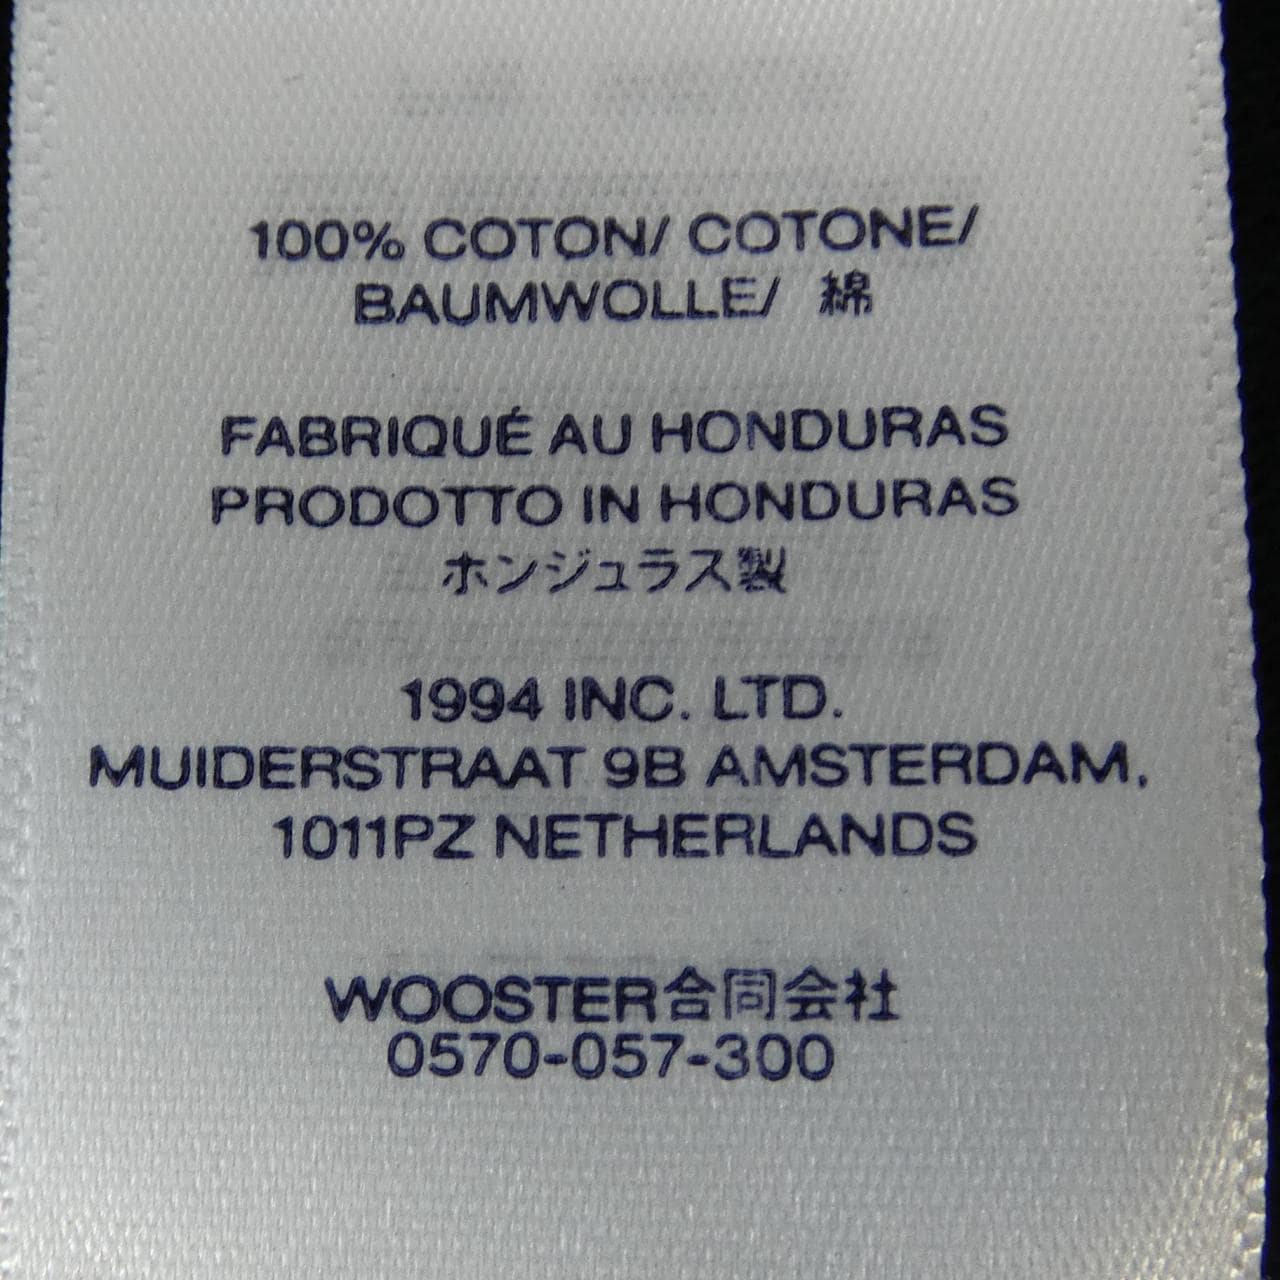 100% COTON/ COTONE/
BAUMWOLLE/ 綿
FABRIQUÉ AU HONDURAS
PRODOTTO IN HONDURAS
ホンジュラス製
1994 INC. LTD.
MUIDERSTRAAT 9B AMSTERDAM,
1011PZ NETHERLANDS
WOOSTER合同会社
0570-057-300